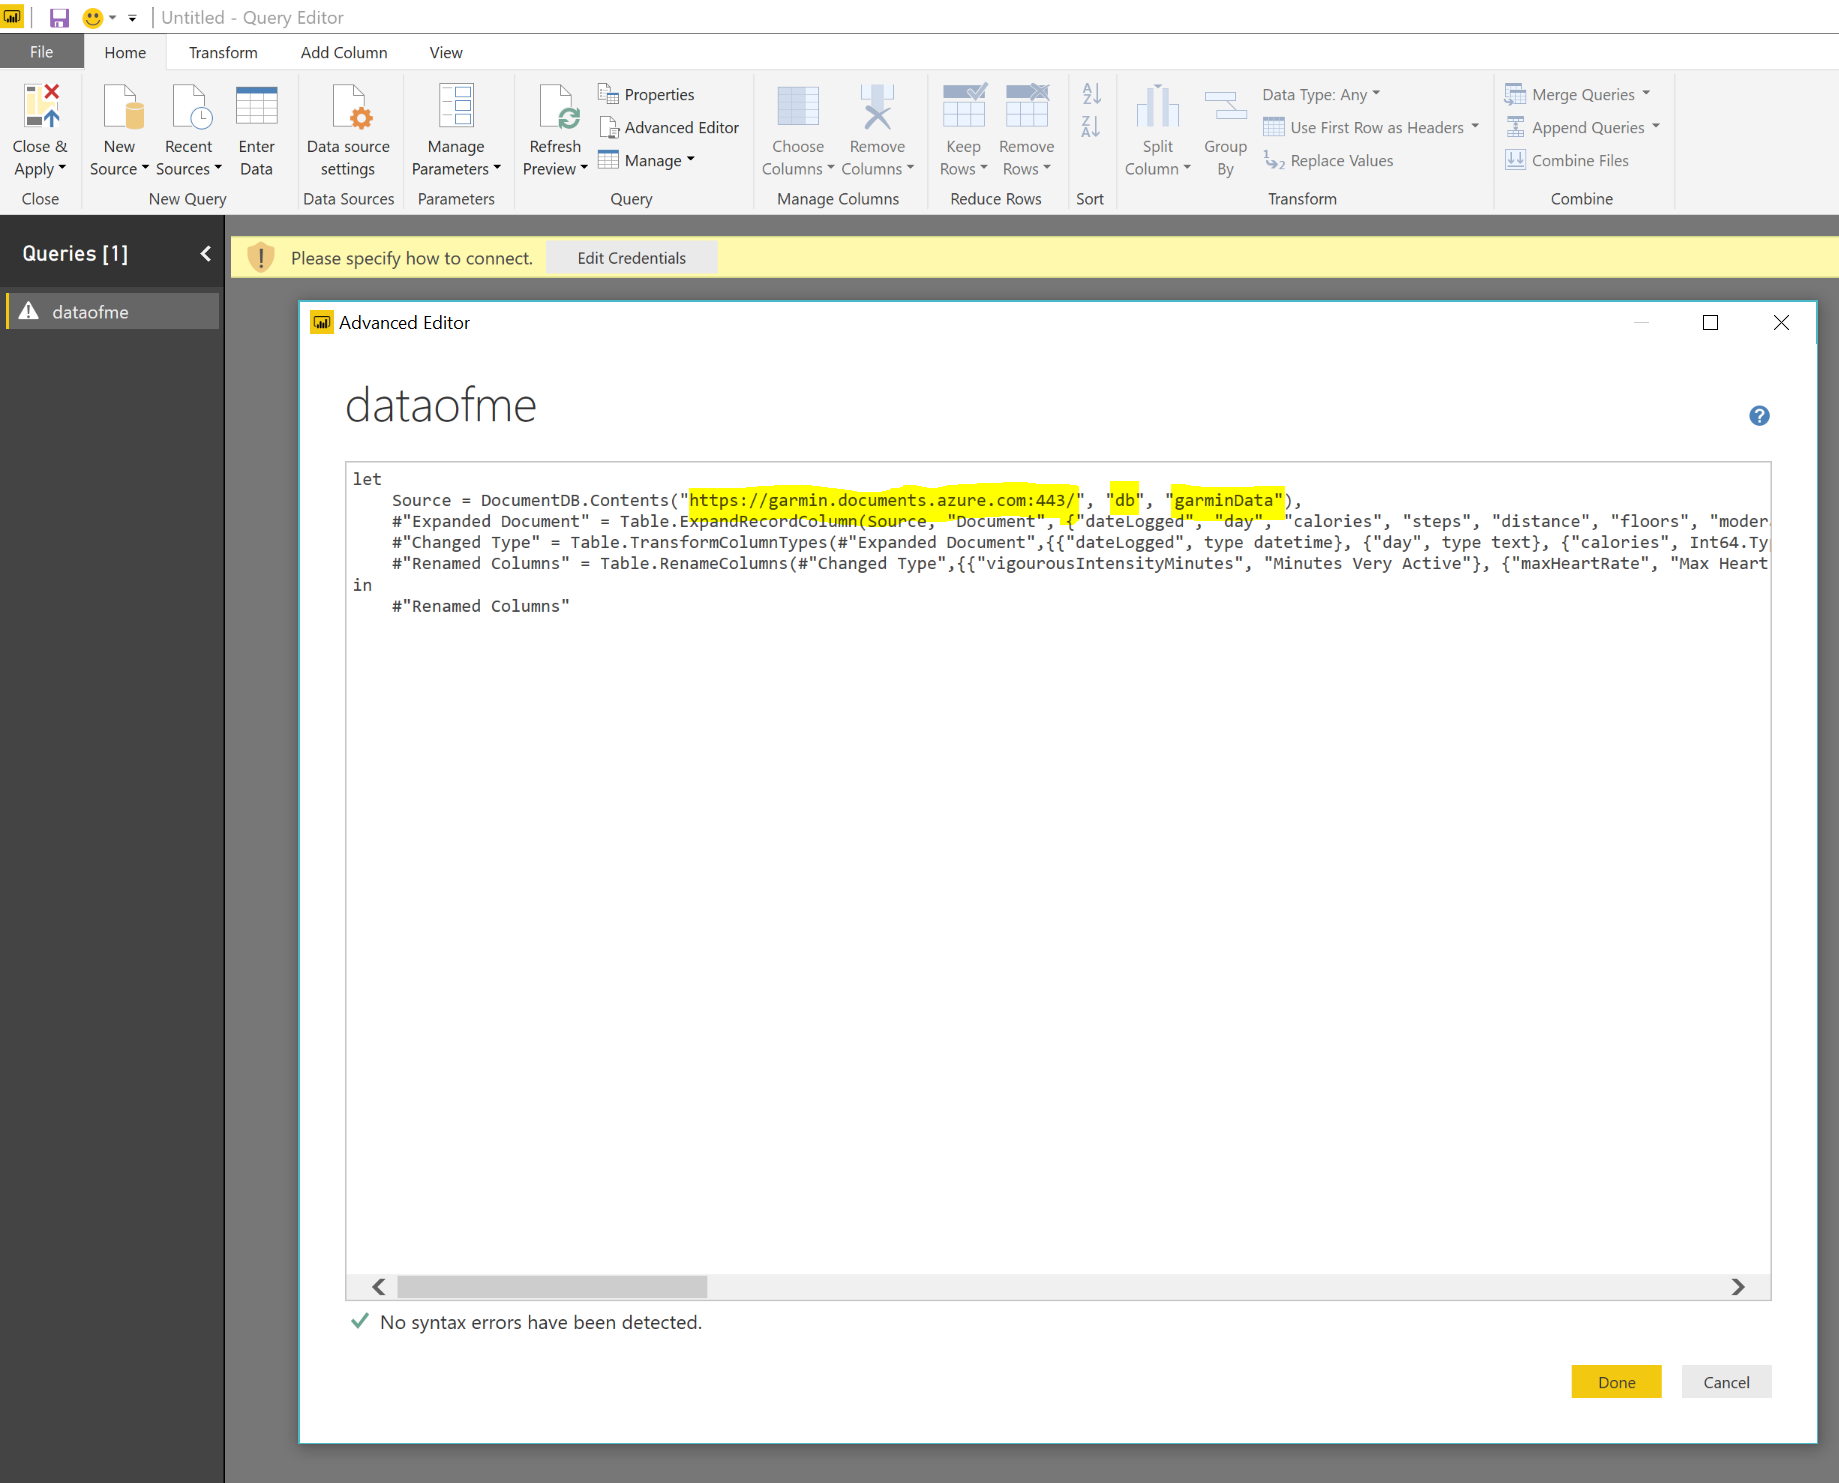 Untitled - Query Editor
File Home Transform Add Column View
Close & Apply
New Source
Recent Sources
Enter Data
Data source settings
Manage Parameters
Refresh Preview
Properties
Advanced Editor
Manage
Choose Columns
Remove Columns
Keep Rows
Remove Rows
A Z
Z A
Split Column
Group By
Data Type: Any
Use First Row as Headers
1 2 Replace Values
Merge Queries
Append Queries
Combine Files
Close New Query Data Sources Parameters Query Manage Columns Reduce Rows Sort Transform Combine
Queries [1]
dataofme
Please specify how to connect. Edit Credentials
Advanced Editor
dataofme
?
let
Source = DocumentDB.Contents("https://garmin.documents.azure.com:443/", "db", "garminData"),
#"Expanded Document" = Table.ExpandRecordColumn(Source, "Document", {"dateLogged", "day", "calories", "steps", "distance", "floors", "moder
#"Changed Type" = Table.TransformColumnTypes(#"Expanded Document",{{"dateLogged", type datetime}, {"day", type text}, {"calories", Int64.Ty
#"Renamed Columns" = Table.RenameColumns(#"Changed Type",{{"vigourousIntensityMinutes", "Minutes Very Active"}, {"maxHeartRate", "Max Heart
in
#"Renamed Columns"
No syntax errors have been detected.
Done Cancel